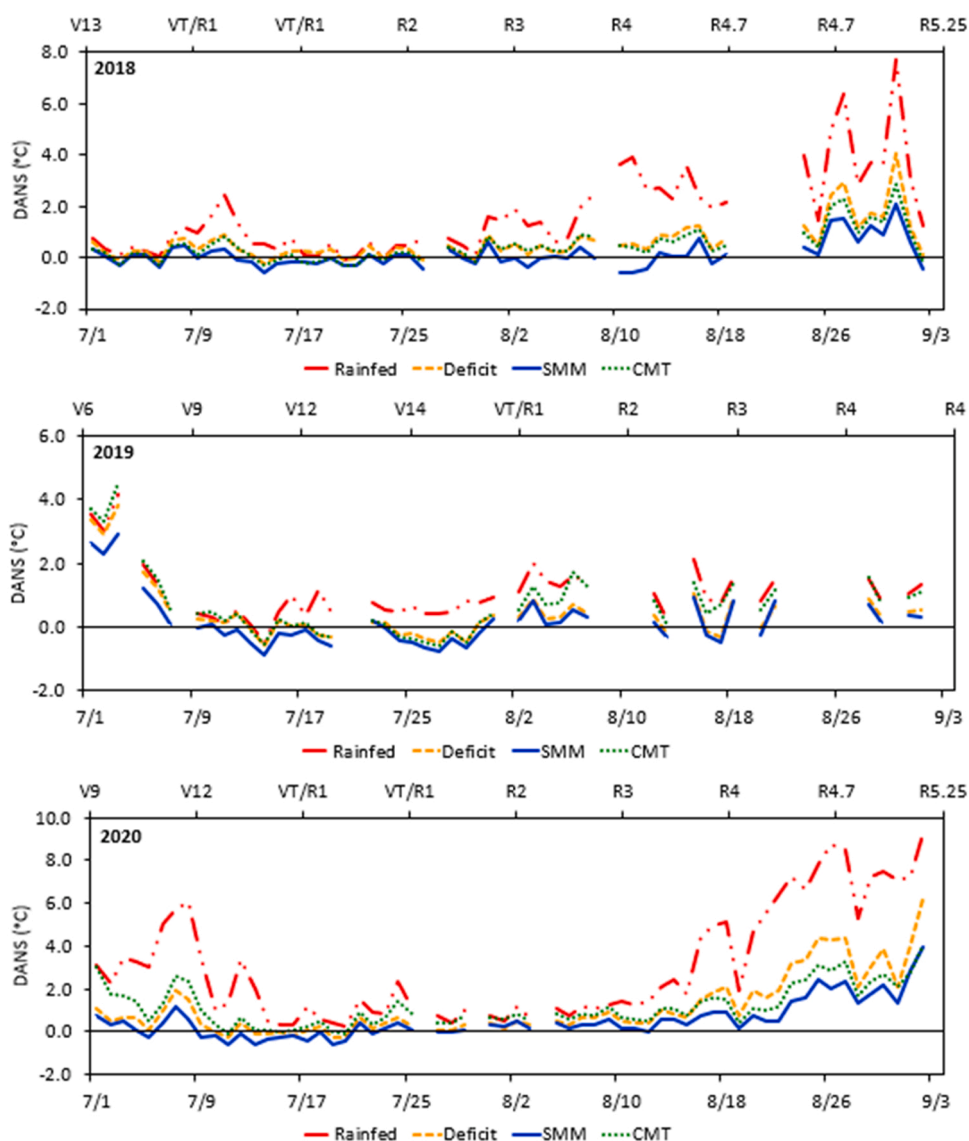 V13 VT/R1 VT/R1 R2 R3 R4 R4.7 R4.7 R5.25
8.0
2018
6.0
4.0
DANS (°C)
2.0
0.0
-2.0
7/1 7/9 7/17 7/25 8/2 8/10 8/18 8/26 9/3
Rainfed Deficit SMM CMT
V6 V9 V12 V14 VT/R1 R2 R3 R4 R4
6.0
2019
4.0
DANS (°C)
2.0
0.0
-2.0
7/1 7/9 7/17 7/25 8/2 8/10 8/18 8/26 9/3
Rainfed Deficit SMM CMT
V9 V12 VT/R1 VT/R1 R2 R3 R4 R4.7 R5.25
10.0
2020
8.0
6.0
DANS (°C)
4.0
2.0
0.0
-2.0
7/1 7/9 7/17 7/25 8/2 8/10 8/18 8/26 9/3
Rainfed Deficit SMM CMT